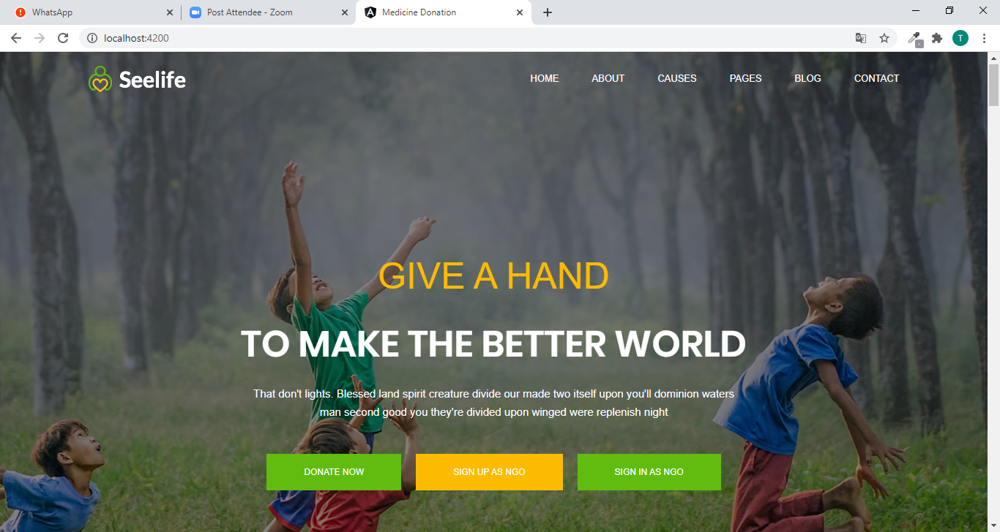 WhatsApp
Post Attendee - Zoom
Medicine Donation
localhost:4200
T
Seelife
HOME ABOUT CAUSES PAGES BLOG CONTACT
GIVE A HAND
TO MAKE THE BETTER WORLD
That don't lights. Blessed land spirit creature divide our made two itself upon you'll dominion waters
man second good you they're divided upon winged were replenish night
DONATE NOW SIGN UP AS NGO SIGN IN AS NGO